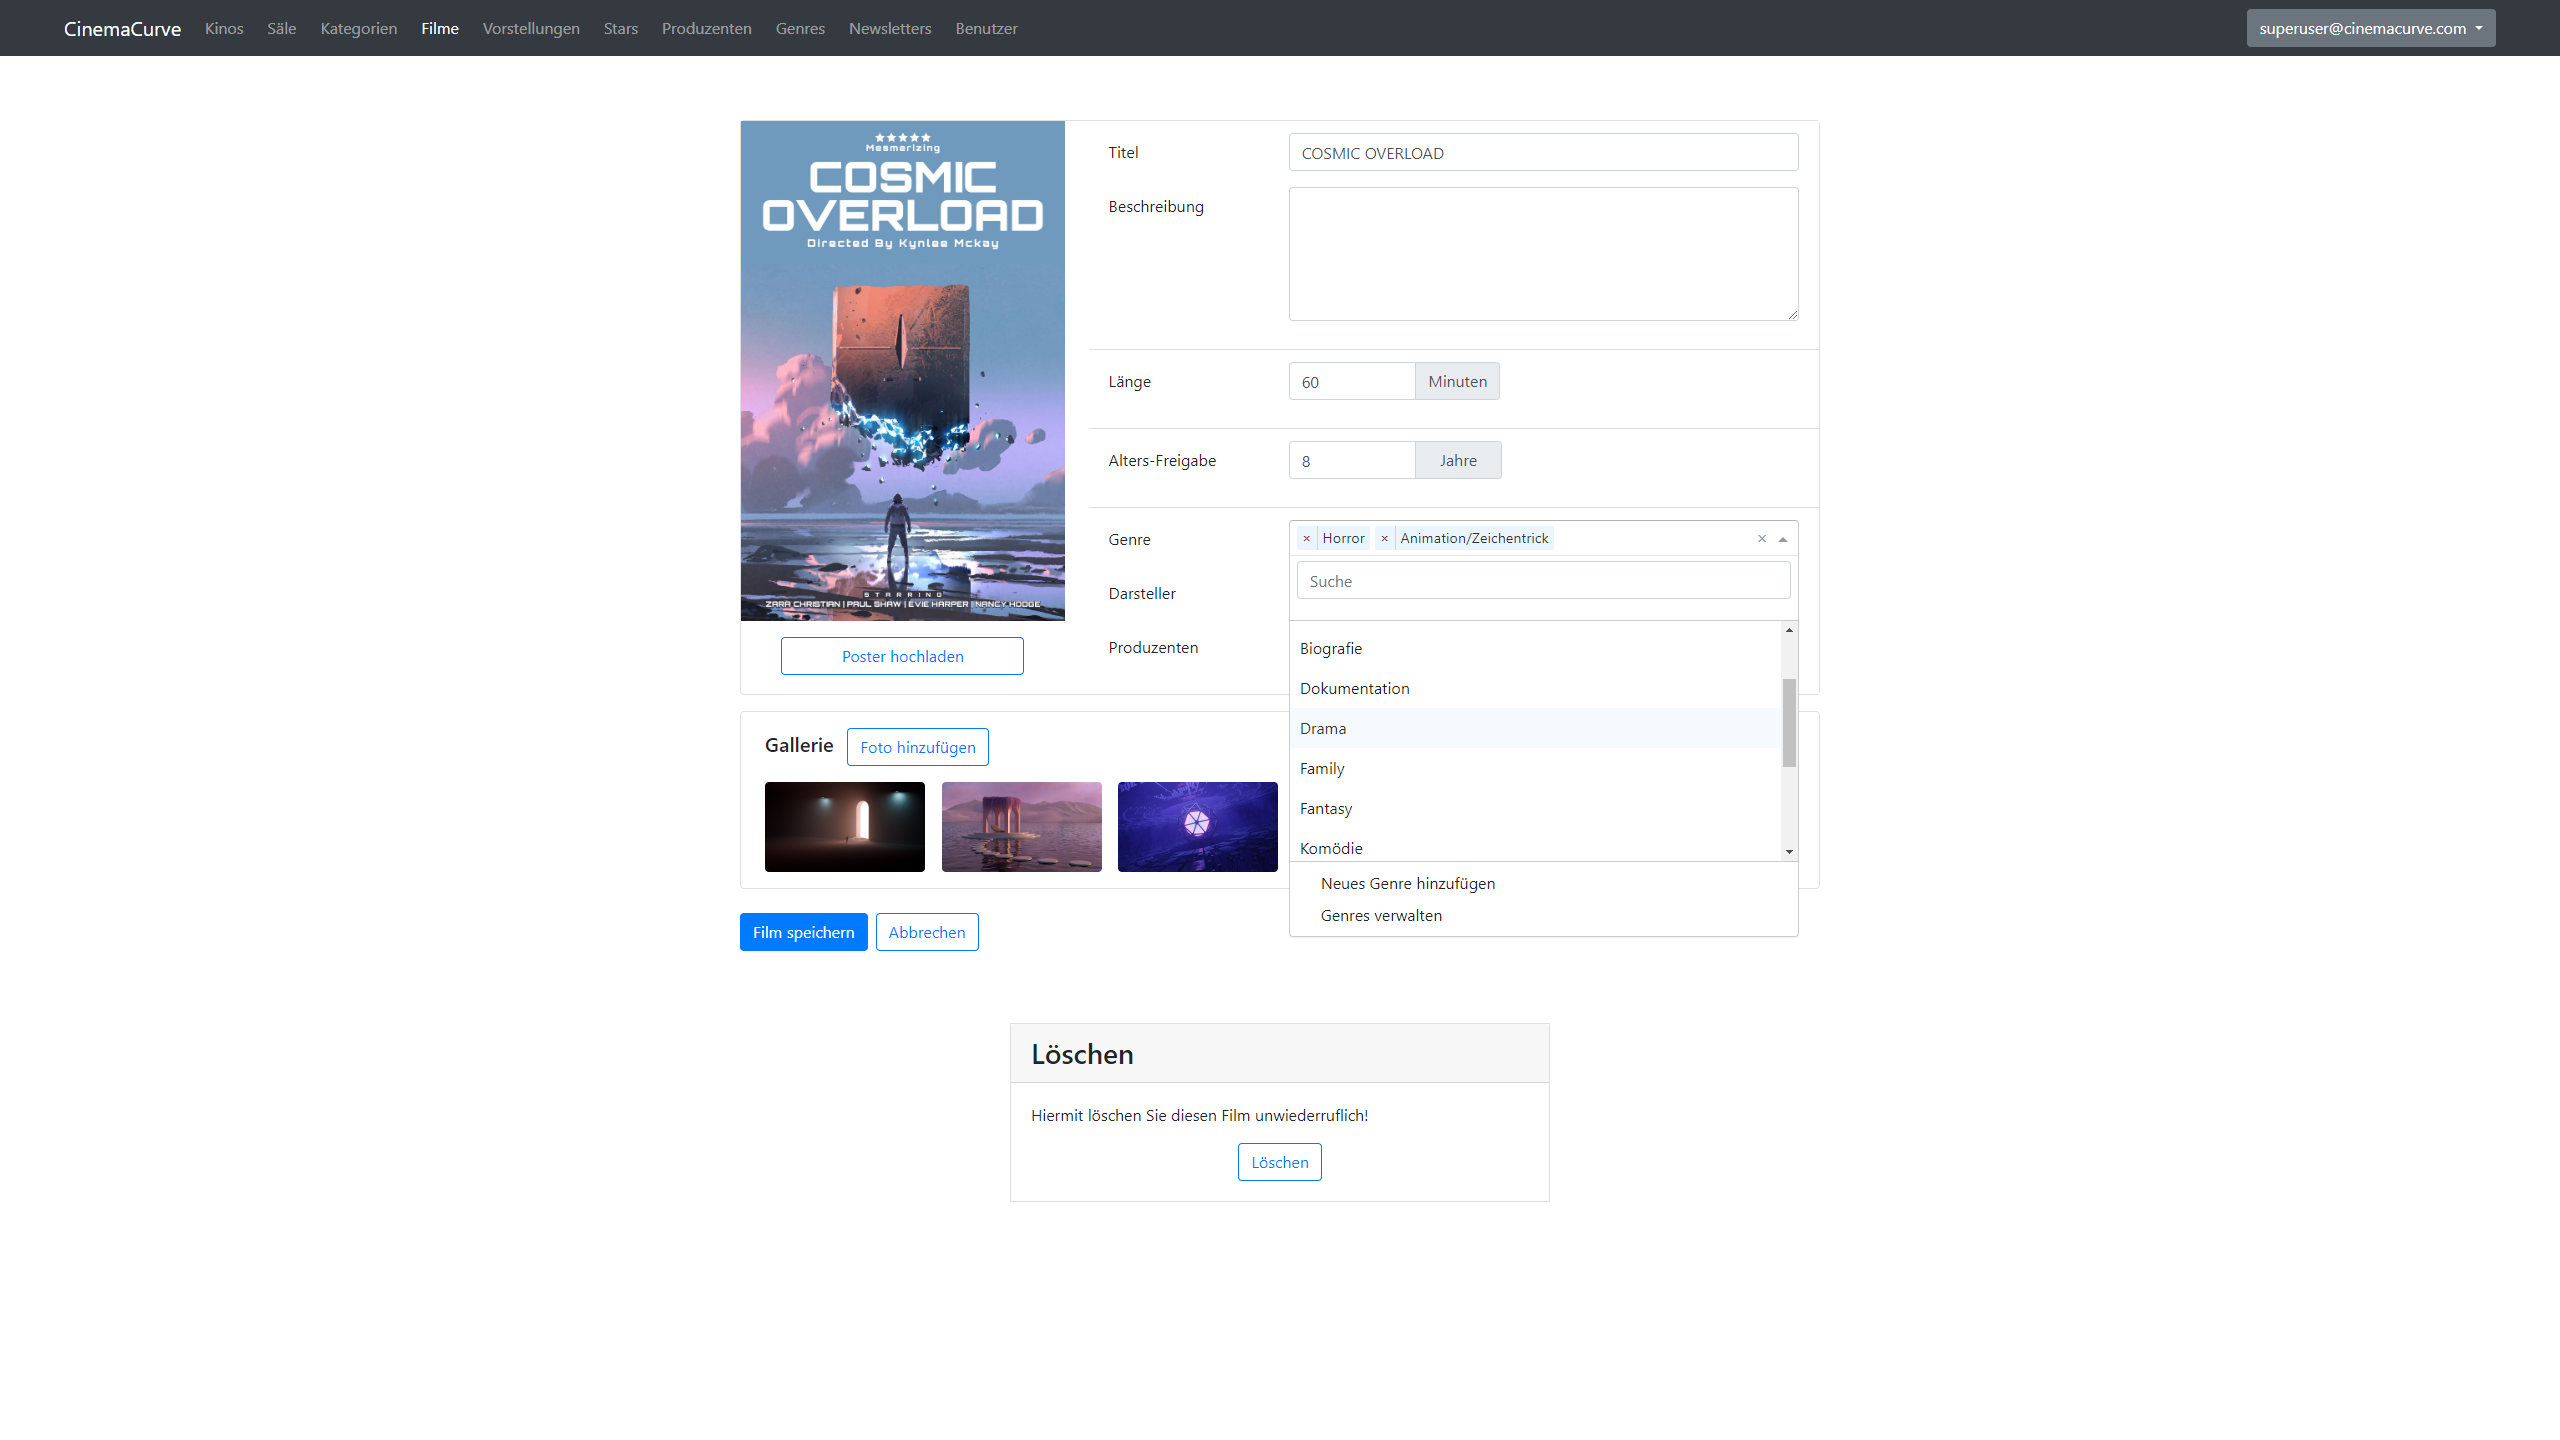 CinemaCurve Kinos Säle Kategorien Filme Vorstellungen Stars Produzenten Genres Newsletters Benutzer superuser@cinemacurve.com
Mesmerizing
COSMIC
OVERLOAD
Directed By Kynlee Mckay
STARRING
ZARA CHRISTIAN | PAUL SHAW | EVIE HARPER | NANCY HODGE
Poster hochladen
Titel COSMIC OVERLOAD
Beschreibung
Länge 60 Minuten
Alters-Freigabe 8 Jahre
Genre × Horror × Animation/Zeichentrick ×
Suche
Darsteller
Produzenten
Biografie
Dokumentation
Drama
Family
Fantasy
Komödie
Neues Genre hinzufügen
Genres verwalten
Gallerie Foto hinzufügen
Film speichern Abbrechen
Löschen
Hiermit löschen Sie diesen Film unwiederruflich!
Löschen